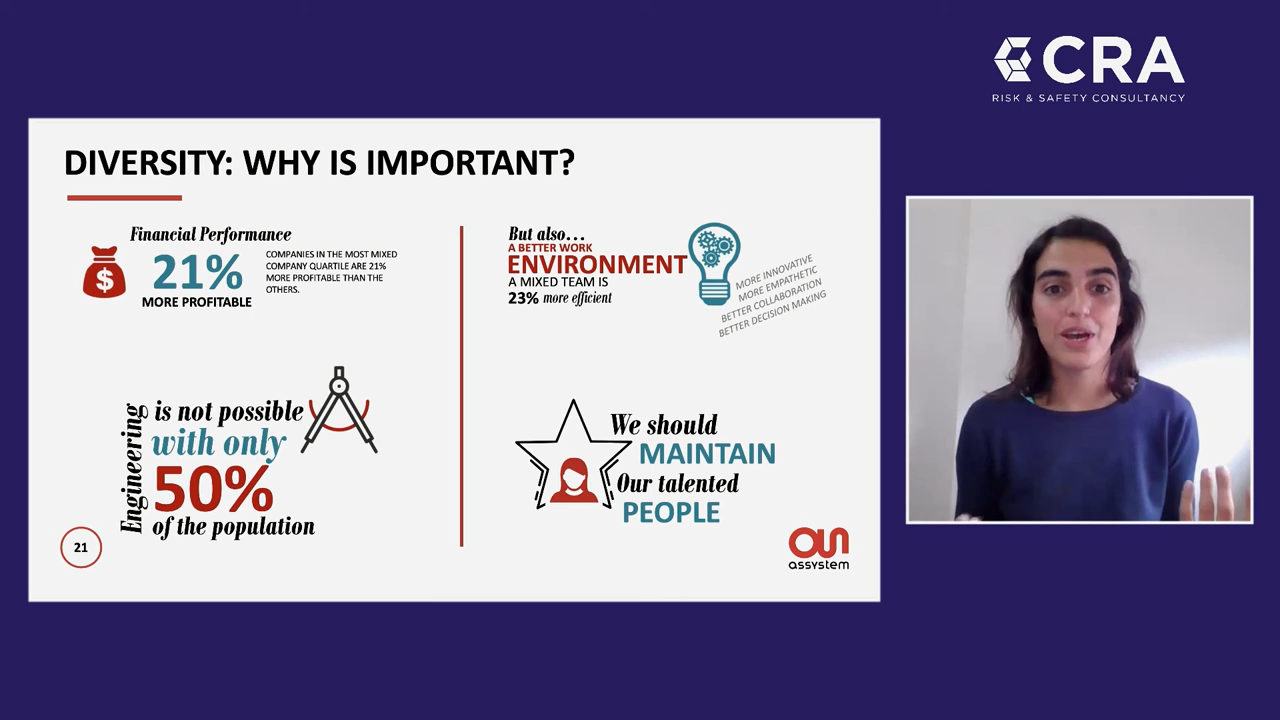 CRA
RISK & SAFETY CONSULTANCY
DIVERSITY: WHY IS IMPORTANT?
Financial Performance
$
21%
MORE PROFITABLE
COMPANIES IN THE MOST MIXED
COMPANY QUARTILE ARE 21%
MORE PROFITABLE THAN THE
OTHERS.
But also...
A BETTER WORK
ENVIRONMENT
A MIXED TEAM IS
23% more efficient
MORE INNOVATIVE
MORE EMPATHETIC
BETTER COLLABORATION
BETTER DECISION MAKING
Engineering
is not possible
with only
50%
of the population
We should
MAINTAIN
Our talented
PEOPLE
21
assystem